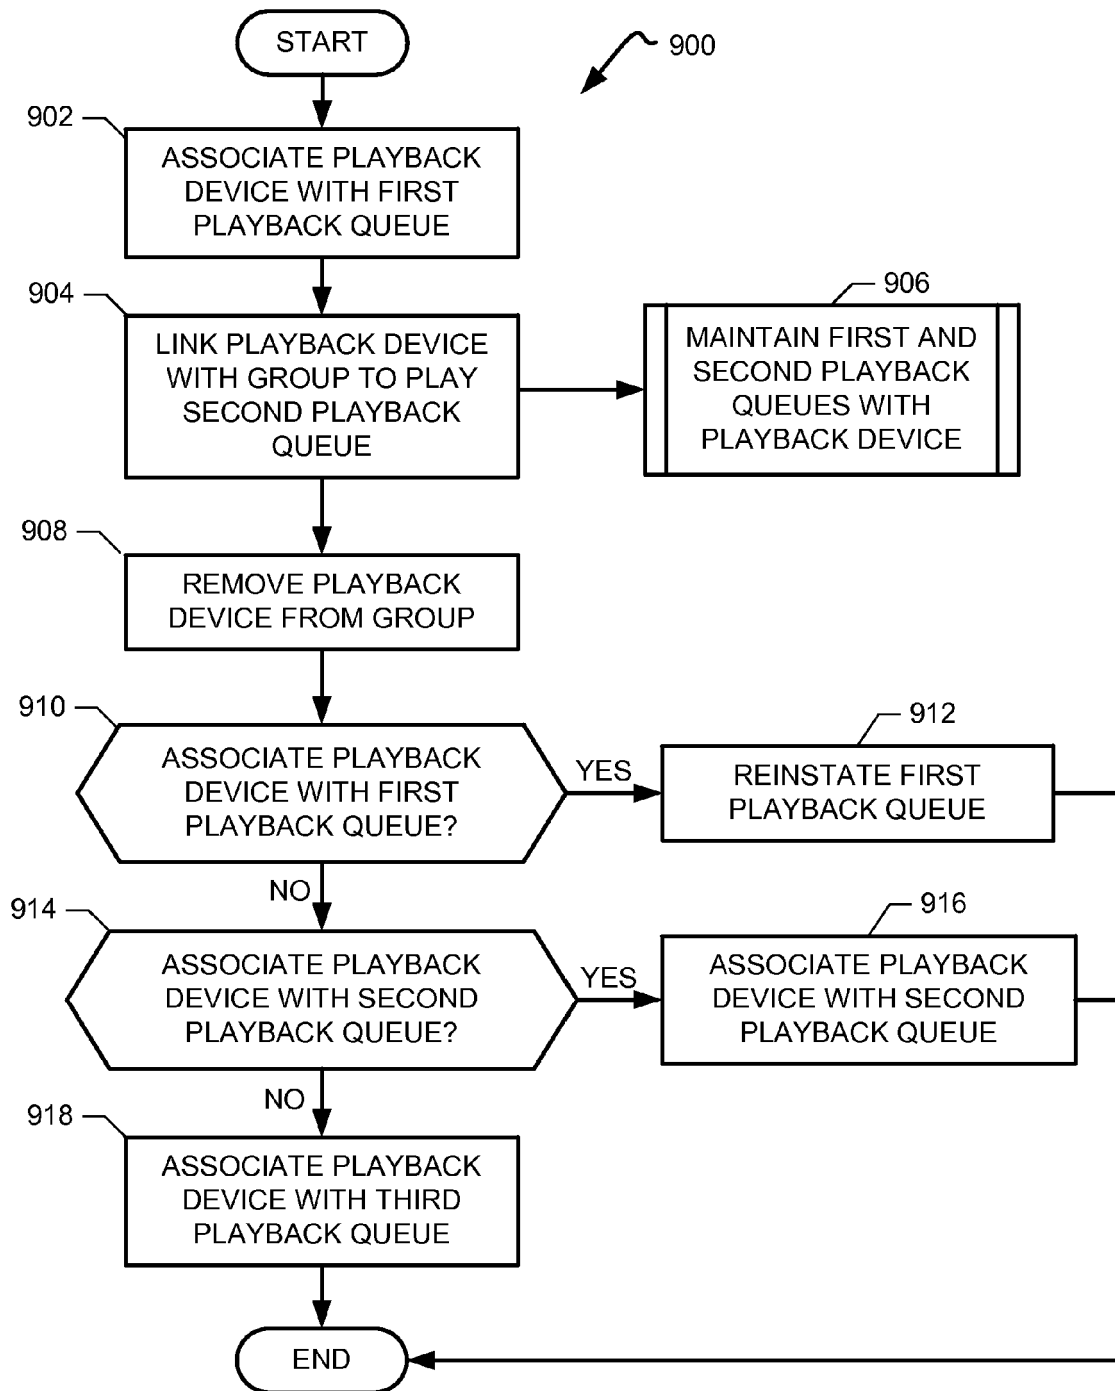 START
900
902
ASSOCIATE PLAYBACK
DEVICE WITH FIRST
PLAYBACK QUEUE
904
LINK PLAYBACK DEVICE
WITH GROUP TO PLAY
SECOND PLAYBACK
QUEUE
906
MAINTAIN FIRST AND
SECOND PLAYBACK
QUEUES WITH
PLAYBACK DEVICE
908
REMOVE PLAYBACK
DEVICE FROM GROUP
910
ASSOCIATE PLAYBACK
DEVICE WITH FIRST
PLAYBACK QUEUE?
YES
912
REINSTATE FIRST
PLAYBACK QUEUE
NO
914
ASSOCIATE PLAYBACK
DEVICE WITH SECOND
PLAYBACK QUEUE?
YES
916
ASSOCIATE PLAYBACK
DEVICE WITH SECOND
PLAYBACK QUEUE
NO
918
ASSOCIATE PLAYBACK
DEVICE WITH THIRD
PLAYBACK QUEUE
END